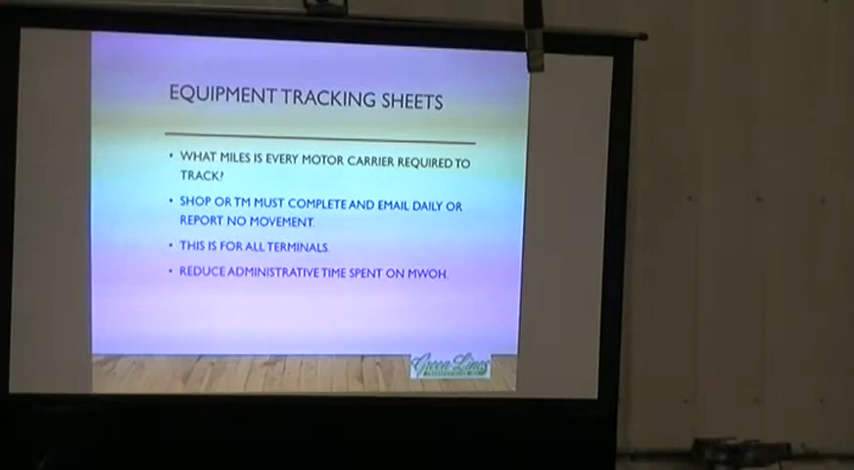 EQUIPMENT TRACKING SHEETS
• WHAT MILES IS EVERY MOTOR CARRIER REQUIRED TO
TRACK?
• SHOP OR TM MUST COMPLETE AND EMAIL DAILY OR
REPORT NO MOVEMENT.
• THIS IS FOR ALL TERMINALS.
• REDUCE ADMINISTRATIVE TIME SPENT ON MWOH.
Green Lines